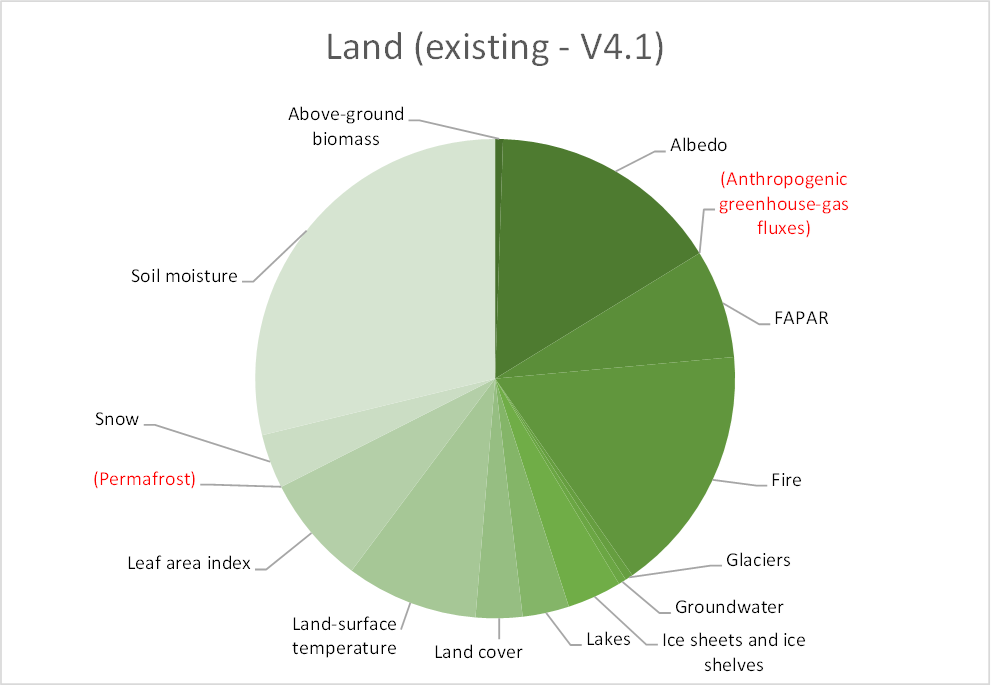 Land (existing - V4.1)
Above-ground
biomass
Albedo
(Anthropogenic
greenhouse-gas
fluxes)
FAPAR
Fire
Glaciers
Groundwater
Ice sheets and ice
shelves
Lakes
Land cover
Land-surface
temperature
Leaf area index
(Permafrost)
Snow
Soil moisture